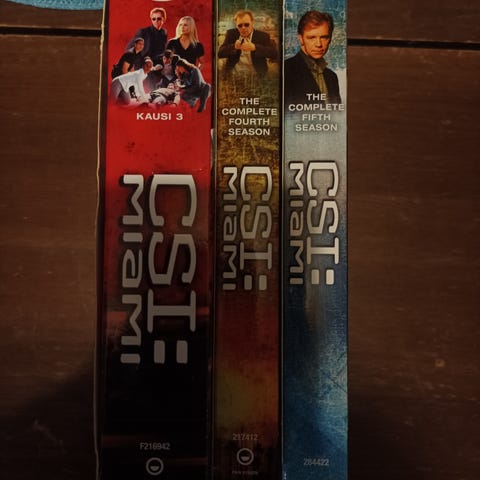 KAUSI 3
CSI:
MIAMI
F216942
THE
COMPLETE
FOURTH
SEASON
CSI:
MIAMI
217412
THE
COMPLETE
FIFTH
SEASON
CSI:
MIAMI
284422